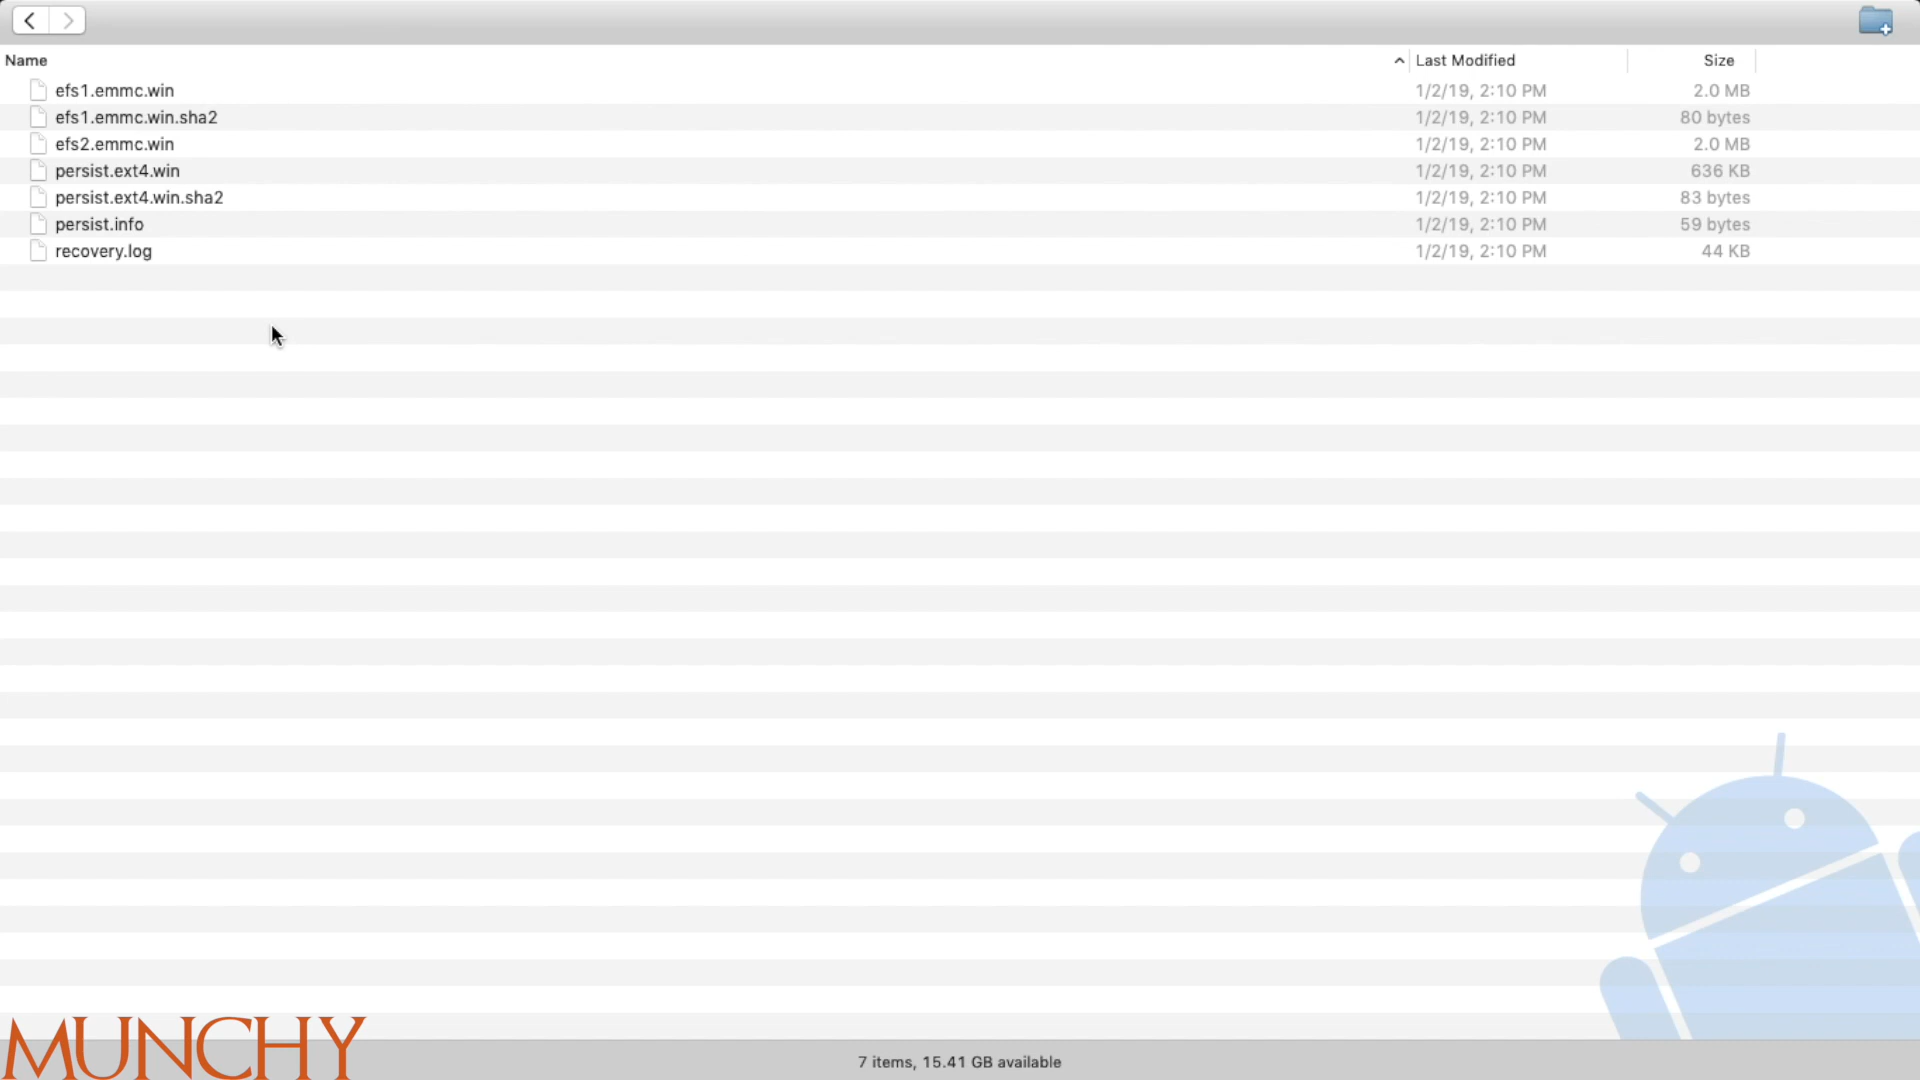 Name Last Modified Size
efs1.emmc.win 1/2/19, 2:10 PM 2.0 MB
efs1.emmc.win.sha2 1/2/19, 2:10 PM 80 bytes
efs2.emmc.win 1/2/19, 2:10 PM 2.0 MB
persist.ext4.win 1/2/19, 2:10 PM 636 KB
persist.ext4.win.sha2 1/2/19, 2:10 PM 83 bytes
persist.info 1/2/19, 2:10 PM 59 bytes
recovery.log 1/2/19, 2:10 PM 44 KB
MUNCHY
7 items, 15.41 GB available